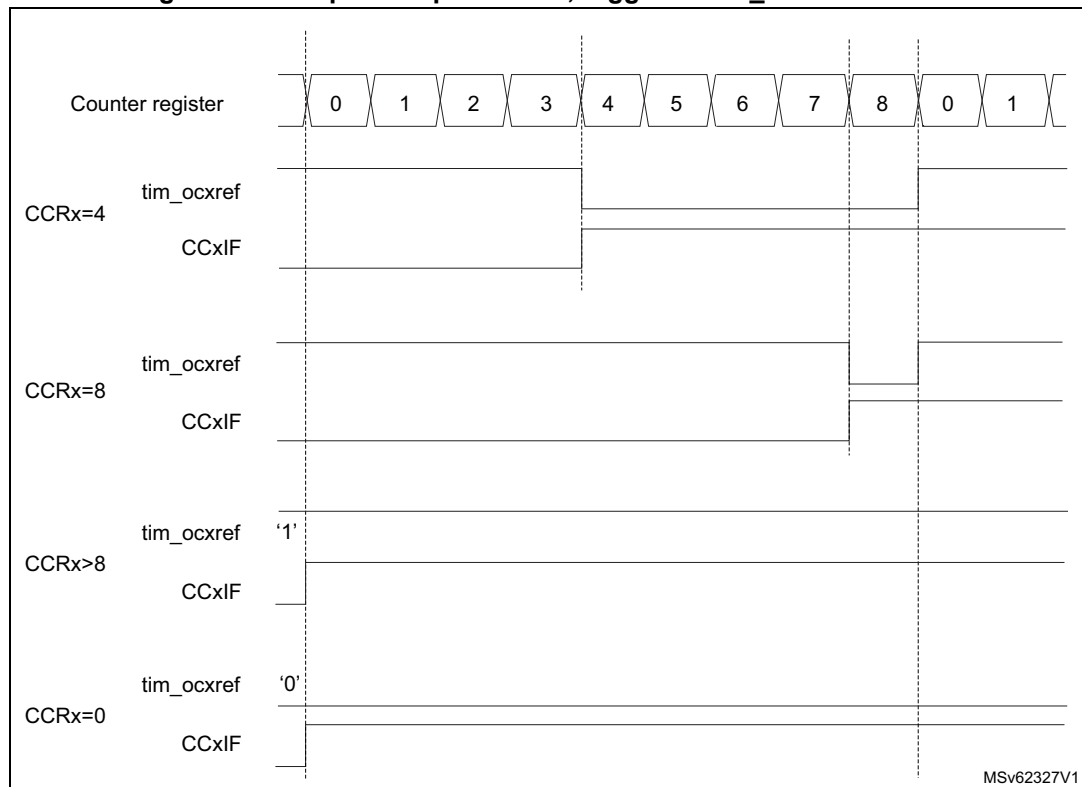 Counter register 0 1 2 3 4 5 6 7 8 0 1
tim_ocxref
CCRx=4
CCxIF
tim_ocxref
CCRx=8
CCxIF
tim_ocxref '1'
CCRx>8
CCxIF
tim_ocxref '0'
CCRx=0
CCxIF
MSv62327V1